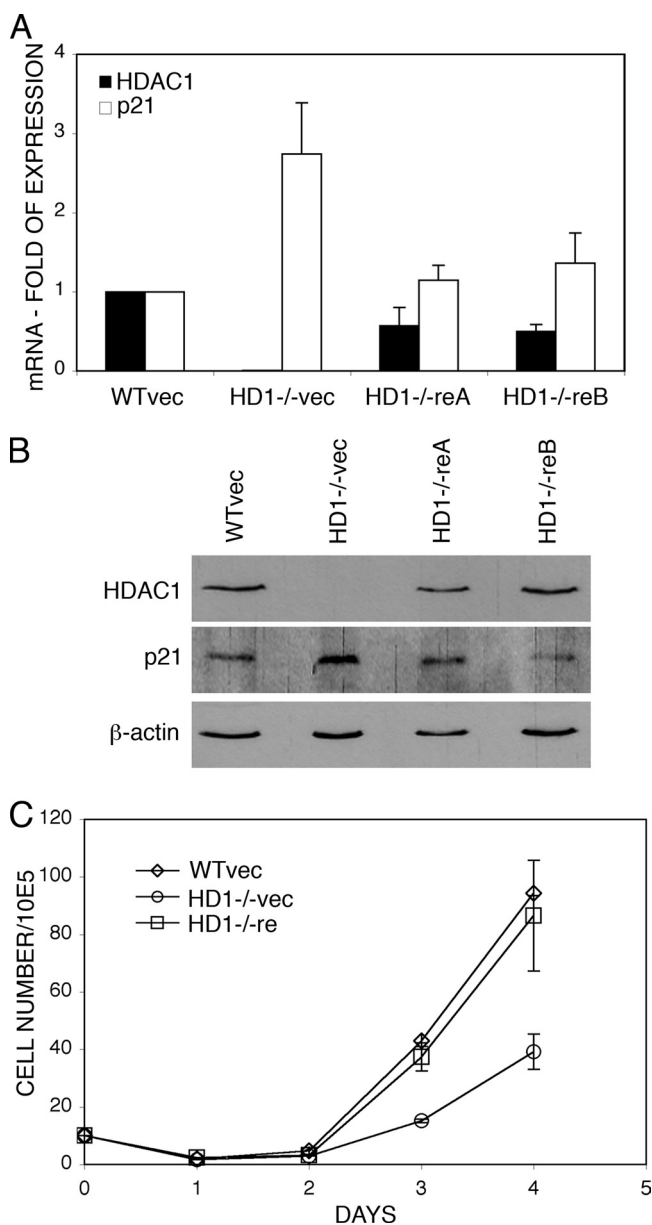 A
mRNA - FOLD OF EXPRESSION
4
3
2
1
0
HDAC1
p21
WTvec
HD1-/-vec
HD1-/-reA
HD1-/-reB
B
WTvec
HD1-/-vec
HD1-/-reA
HD1-/-reB
HDAC1
p21
β-actin
C
CELL NUMBER/10E5
120
100
80
60
40
20
0
WTvec
HD1-/-vec
HD1-/-re
0 1 2 3 4 5
DAYS